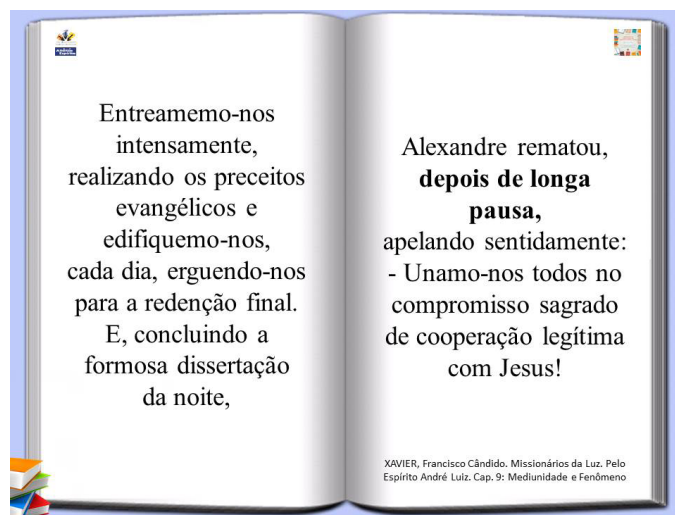 Entreamemo-nos
intensamente,
realizando os preceitos
evangélicos e
edifiquemo-nos,
cada dia, erguendo-nos
para a redenção final.
E, concluindo a
formosa dissertação
da noite,
Alexandre rematou,
depois de longa
pausa,
apelando sentidamente:
- Unamo-nos todos no
compromisso sagrado
de cooperação legítima
com Jesus!
XAVIER, Francisco Cândido. Missionários da Luz. Pelo
Espírito André Luiz. Cap. 9: Mediunidade e Fenômeno